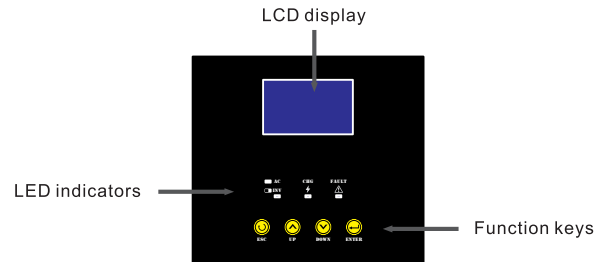 LCD display
AC CHG FAULT
INV
LED indicators
Function keys
ESC UP DOWN ENTER